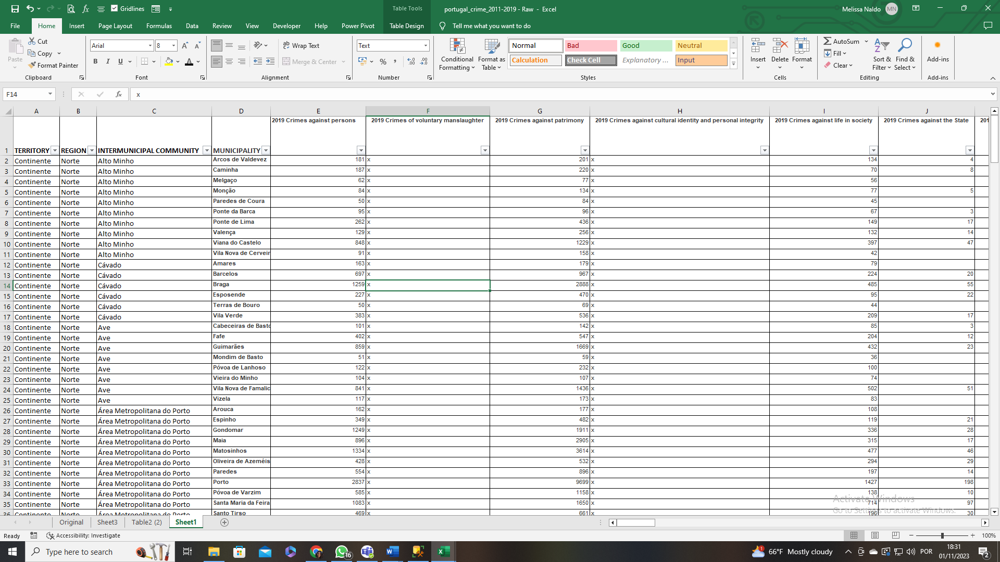 Gridlines
Table Tools
portugal_crime_2011-2019 - Raw - Excel
Melissa Naldo MN
File Home Insert Page Layout Formulas Data Review View Developer Help Power Pivot Table Design Tell me what you want to do
Paste Cut Copy Format Painter
Arial 8
B I U
Wrap Text
Merge & Center
Text
Conditional Formatting
Format as Table
Normal Bad Good Neutral
Calculation Check Cell Explanatory ... Input
Insert Delete Format
AutoSum
Fill
Clear
Sort & Filter
Find & Select
Add-ins
Clipboard Font Alignment Number Styles Cells Editing Add-ins
F14 fx x
A B C D E F G H I J
2019 Crimes against persons 2019 Crimes of voluntary manslaughter 2019 Crimes against patrimony 2019 Crimes against cultural identity and personal integrity 2019 Crimes against life in society 2019 Crimes against the State 201
1 TERRITORY REGION INTERMUNICIPAL COMMUNITY MUNICIPALITY
2 Continente Norte Alto Minho Arcos de Valdevez 181 x 201 x 134 4
3 Continente Norte Alto Minho Caminha 187 x 220 x 70 8
4 Continente Norte Alto Minho Melgaço 62 x 77 x 56
5 Continente Norte Alto Minho Monção 84 x 134 x 77 5
6 Continente Norte Alto Minho Paredes de Coura 50 x 84 x 45
7 Continente Norte Alto Minho Ponte da Barca 95 x 96 x 67 3
8 Continente Norte Alto Minho Ponte de Lima 262 x 436 x 149 17
9 Continente Norte Alto Minho Valença 129 x 256 x 132 14
10 Continente Norte Alto Minho Viana do Castelo 848 x 1229 x 397 47
11 Continente Norte Alto Minho Vila Nova de Cerveir 91 x 158 x 42
12 Continente Norte Cávado Amares 163 x 179 x 79
13 Continente Norte Cávado Barcelos 697 x 967 x 224 20
14 Continente Norte Cávado Braga 1259 x 2888 x 485 55
15 Continente Norte Cávado Esposende 227 x 470 x 95 22
16 Continente Norte Cávado Terras de Bouro 50 x 69 x 44
17 Continente Norte Cávado Vila Verde 383 x 536 x 209 17
18 Continente Norte Ave Cabeceiras de Basto 101 x 142 x 85 3
19 Continente Norte Ave Fafe 402 x 547 x 204 12
20 Continente Norte Ave Guimarães 859 x 1669 x 432 23
21 Continente Norte Ave Mondim de Basto 51 x 59 x 36
22 Continente Norte Ave Póvoa de Lanhoso 122 x 232 x 100
23 Continente Norte Ave Vieira do Minho 104 x 107 x 74
24 Continente Norte Ave Vila Nova de Famalic 841 x 1436 x 502 51
25 Continente Norte Ave Vizela 117 x 173 x 83
26 Continente Norte Área Metropolitana do Porto Arouca 162 x 177 x 108
27 Continente Norte Área Metropolitana do Porto Espinho 349 x 482 x 119 21
28 Continente Norte Área Metropolitana do Porto Gondomar 1249 x 1911 x 336 28
29 Continente Norte Área Metropolitana do Porto Maia 896 x 2905 x 315 17
30 Continente Norte Área Metropolitana do Porto Matosinhos 1334 x 3614 x 477 46
31 Continente Norte Área Metropolitana do Porto Oliveira de Azeméis 428 x 532 x 294 29
32 Continente Norte Área Metropolitana do Porto Paredes 554 x 896 x 197 14
33 Continente Norte Área Metropolitana do Porto Porto 2837 x 9699 x 1427 198
34 Continente Norte Área Metropolitana do Porto Póvoa de Varzim 585 x 1158 x 138 10
35 Continente Norte Área Metropolitana do Porto Santa Maria da Feira 1083 x 1650 x 714 97
36 Continente Norte Área Metropolitana do Porto Santo Tirso 469 x 661 x 196 30
Activate Windows
Go to Settings to activate Windows.
Original Sheet3 Table2 (2) Sheet1
Ready Accessibility: Investigate 100%
Type here to search
16
66°F Mostly cloudy
POR
18:31
01/11/2023
2